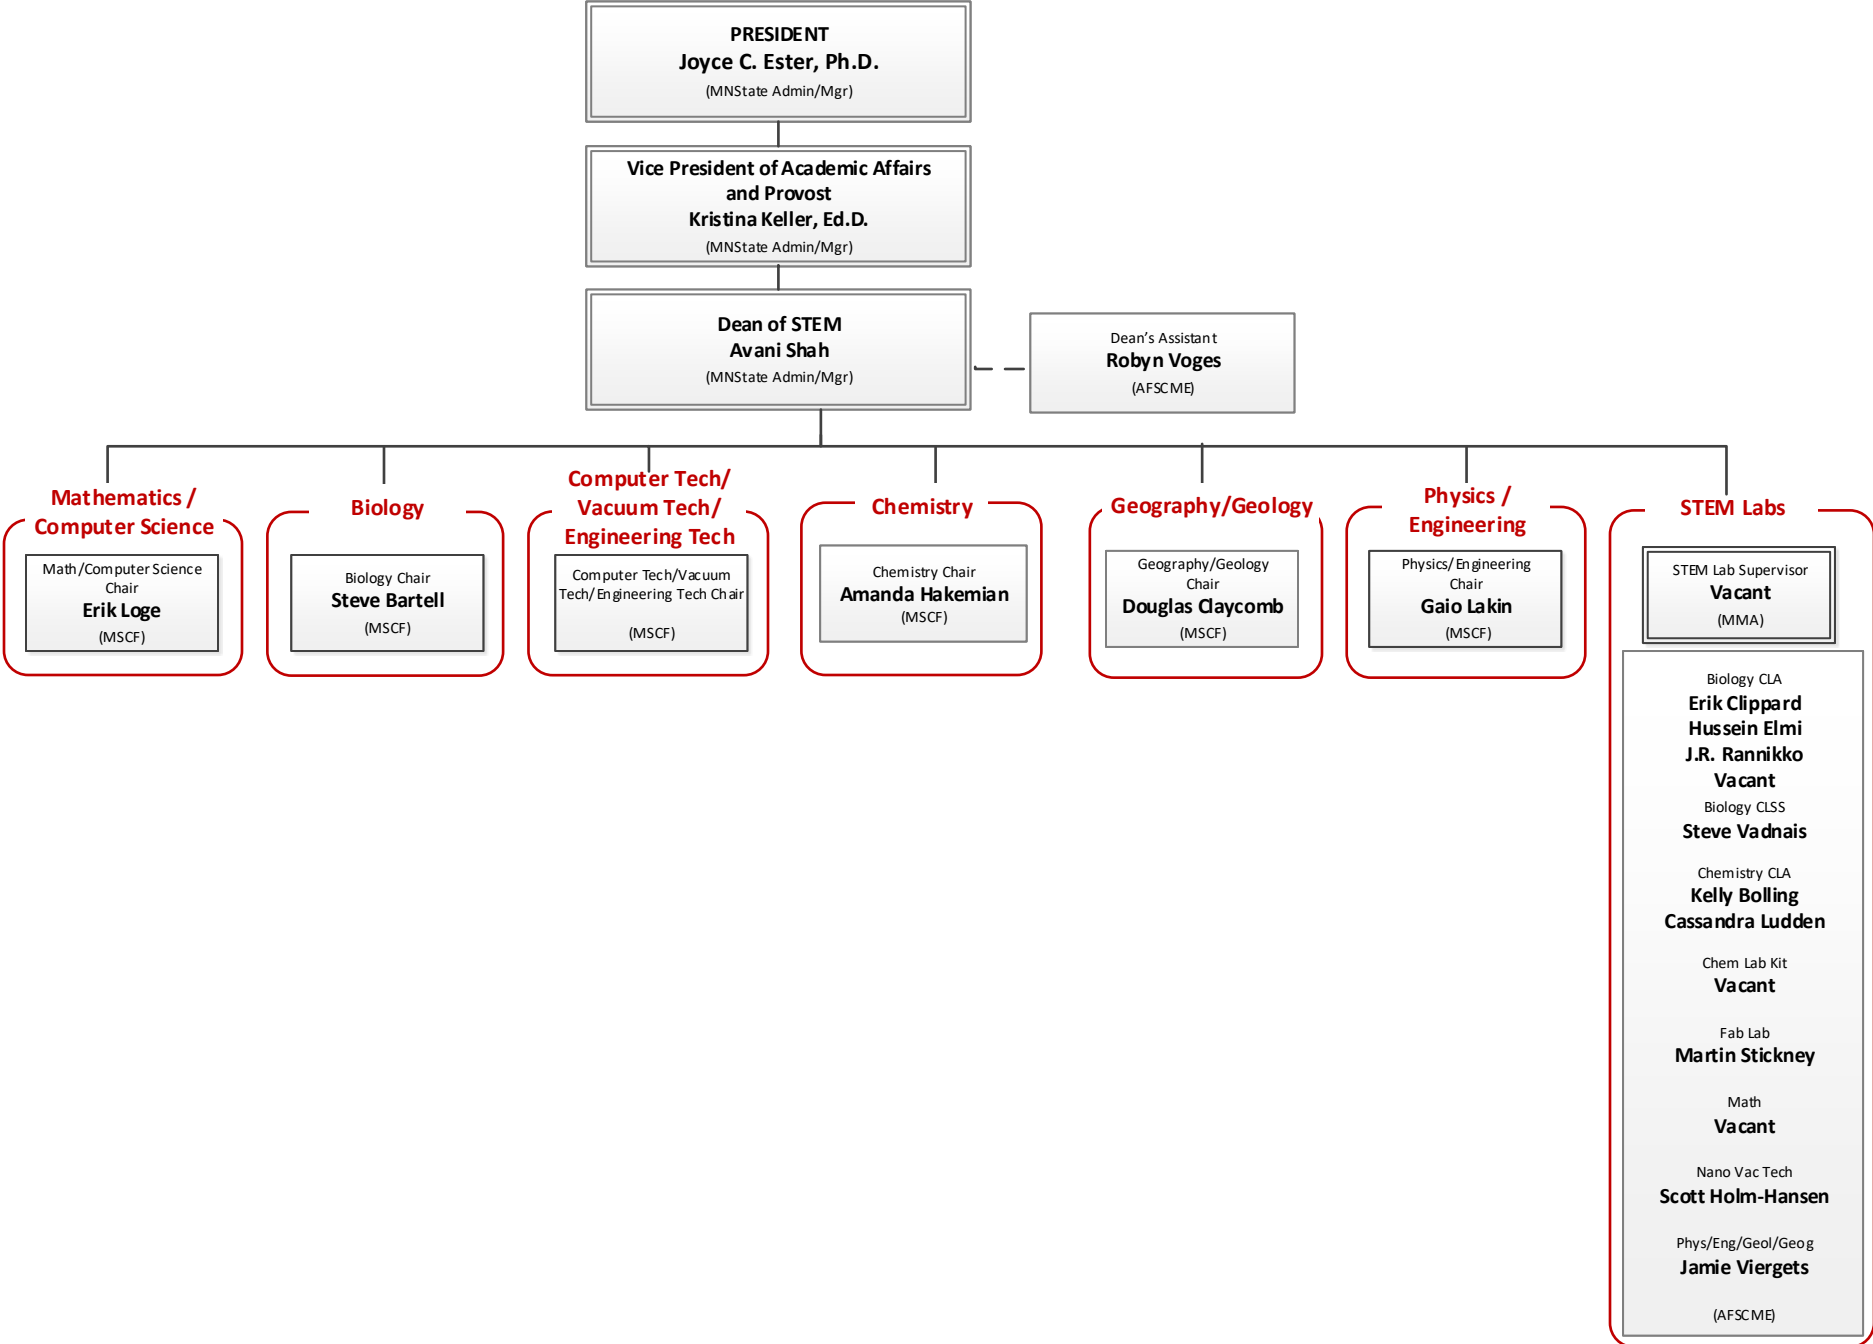 PRESIDENT
Joyce C. Ester, Ph.D.
(MNState Admin/Mgr)
Vice President of Academic Affairs
and Provost
Kristina Keller, Ed.D.
(MNState Admin/Mgr)
Dean of STEM
Avani Shah
(MNState Admin/Mgr)
Dean's Assistant
Robyn Voges
(AFSCME)
Mathematics /
Computer Science
Math/Computer Science
Chair
Erik Loge
(MSCF)
Biology
Biology Chair
Steve Bartell
(MSCF)
Computer Tech/
Vacuum Tech/
Engineering Tech
Computer Tech/Vacuum
Tech/Engineering Tech Chair
(MSCF)
Chemistry
Chemistry Chair
Amanda Hakemian
(MSCF)
Geography/Geology
Geography/Geology
Chair
Douglas Claycomb
(MSCF)
Physics /
Engineering
Physics/Engineering
Chair
Gaio Lakin
(MSCF)
STEM Labs
STEM Lab Supervisor
Vacant
(MMA)
Biology CLA
Erik Clippard
Hussein Elmi
J.R. Rannikko
Vacant
Biology CLSS
Steve Vadnais
Chemistry CLA
Kelly Bolling
Cassandra Ludden
Chem Lab Kit
Vacant
Fab Lab
Martin Stickney
Math
Vacant
Nano Vac Tech
Scott Holm-Hansen
Phys/Eng/Geol/Geog
Jamie Viergets
(AFSCME)